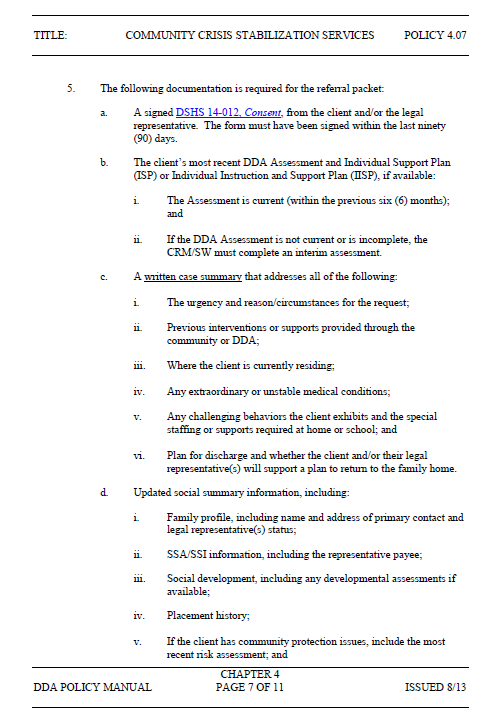 TITLE: COMMUNITY CRISIS STABILIZATION SERVICES POLICY 4.07
5. The following documentation is required for the referral packet:
a. A signed DSHS 14-012, Consent, from the client and/or the legal
representative. The form must have been signed within the last ninety
(90) days.
b. The client's most recent DDA Assessment and Individual Support Plan
(ISP) or Individual Instruction and Support Plan (IISP), if available:
i. The Assessment is current (within the previous six (6) months);
and
ii. If the DDA Assessment is not current or is incomplete, the
CRM/SW must complete an interim assessment.
c. A written case summary that addresses all of the following:
i. The urgency and reason/circumstances for the request;
ii. Previous interventions or supports provided through the
community or DDA;
iii. Where the client is currently residing;
iv. Any extraordinary or unstable medical conditions;
v. Any challenging behaviors the client exhibits and the special
staffing or supports required at home or school; and
vi. Plan for discharge and whether the client and/or their legal
representative(s) will support a plan to return to the family home.
d. Updated social summary information, including:
i. Family profile, including name and address of primary contact and
legal representative(s) status;
ii. SSA/SSI information, including the representative payee;
iii. Social development, including any developmental assessments if
available;
iv. Placement history;
v. If the client has community protection issues, include the most
recent risk assessment; and
CHAPTER 4
DDA POLICY MANUAL PAGE 7 OF 11 ISSUED 8/13